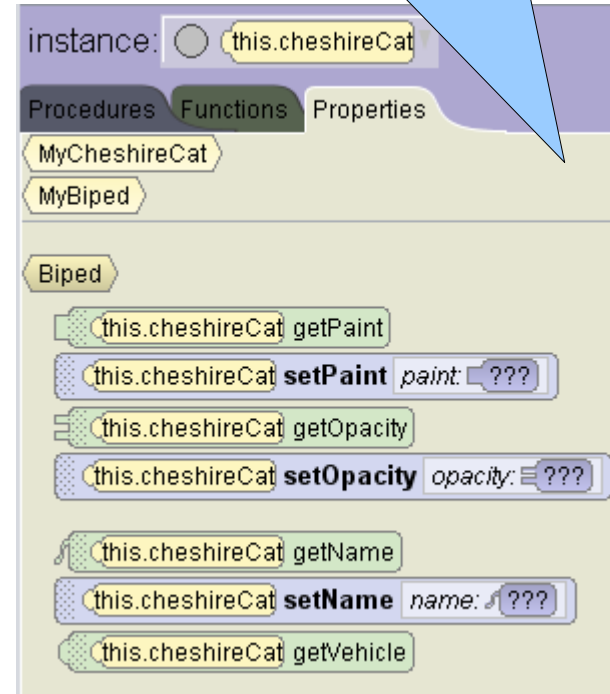 instance: this.cheshireCat
Procedures Functions Properties
MyCheshireCat
MyBiped
Biped
this.cheshireCat getPaint
this.cheshireCat setPaint paint: ???
this.cheshireCat getOpacity
this.cheshireCat setOpacity opacity: ???
this.cheshireCat getName
this.cheshireCat setName name: ???
this.cheshireCat getVehicle